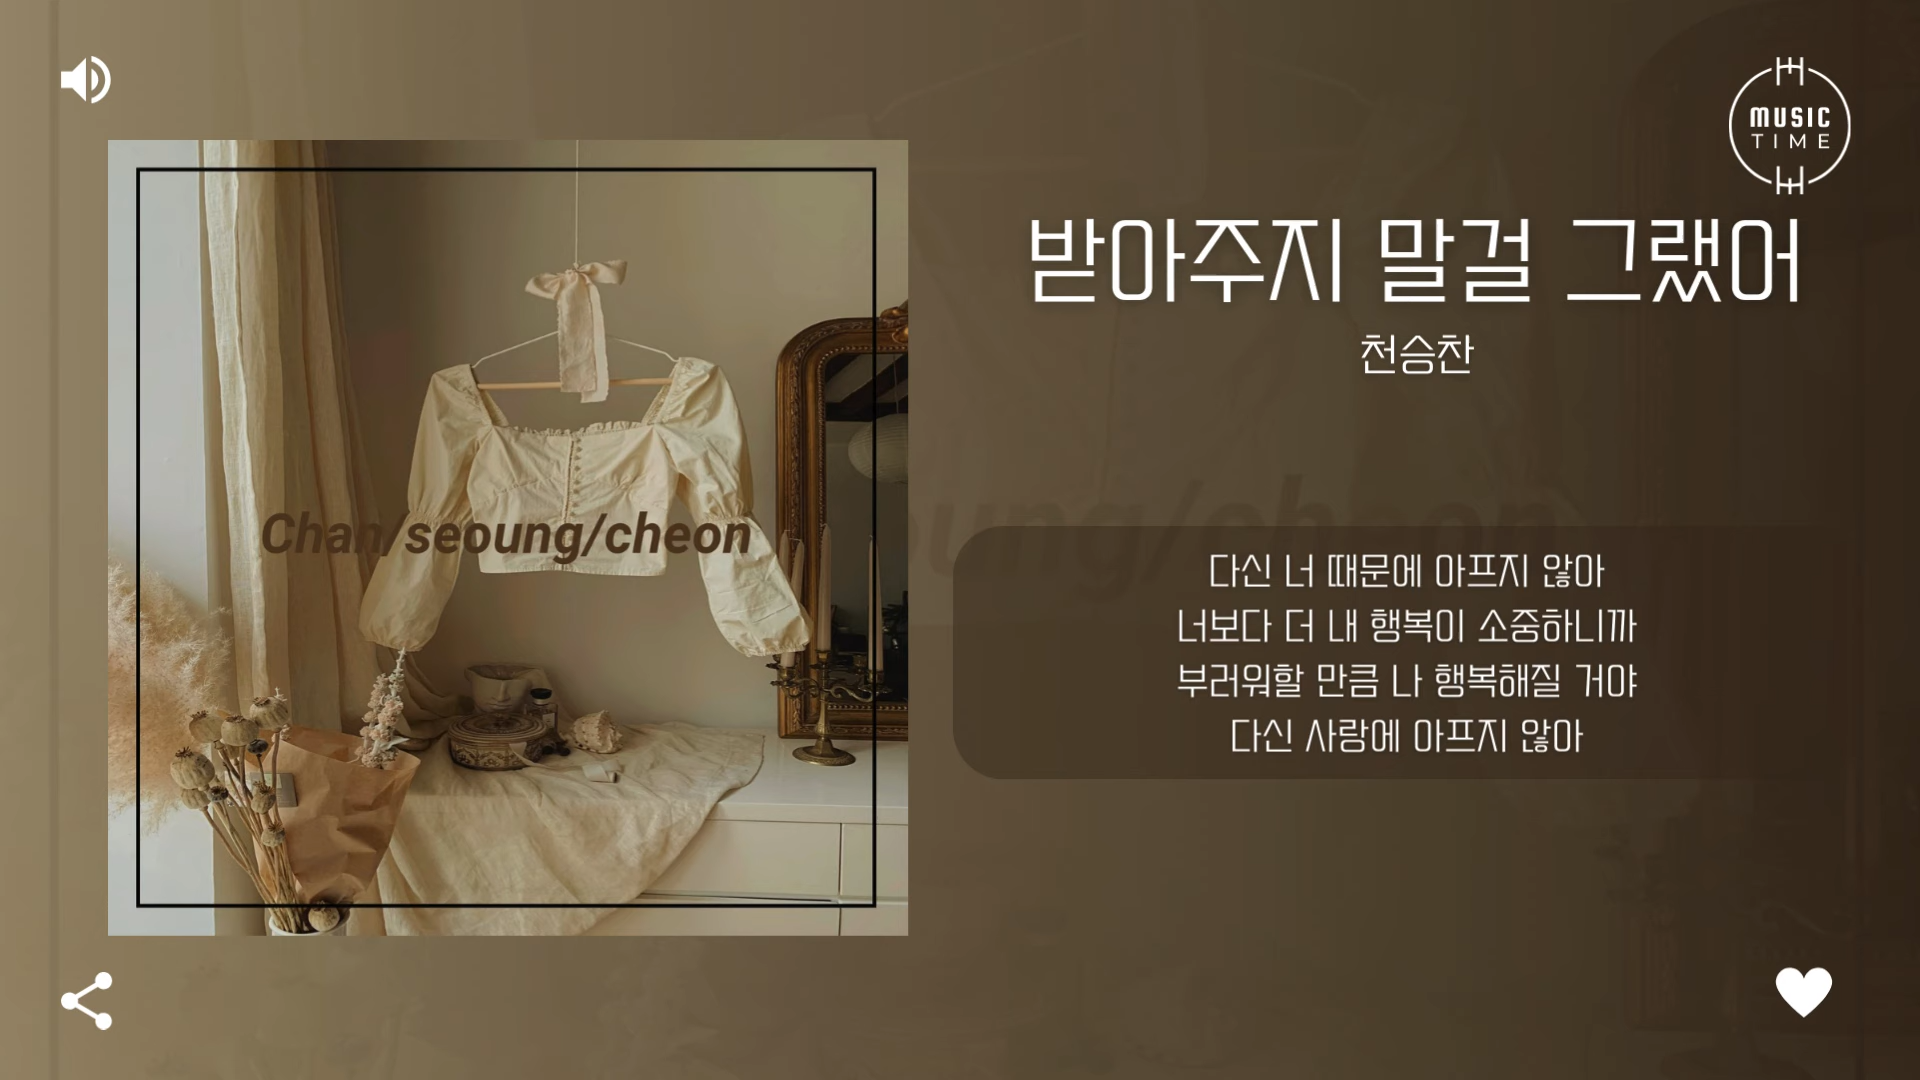 MUSIC
TIME
받아주지 말걸 그랬어
천승찬
Chan/seoung/cheon
다신 너 때문에 아프지 않아
너보다 더 내 행복이 소중하니까
부러워할 만큼 나 행복해질 거야
다신 사랑에 아프지 않아